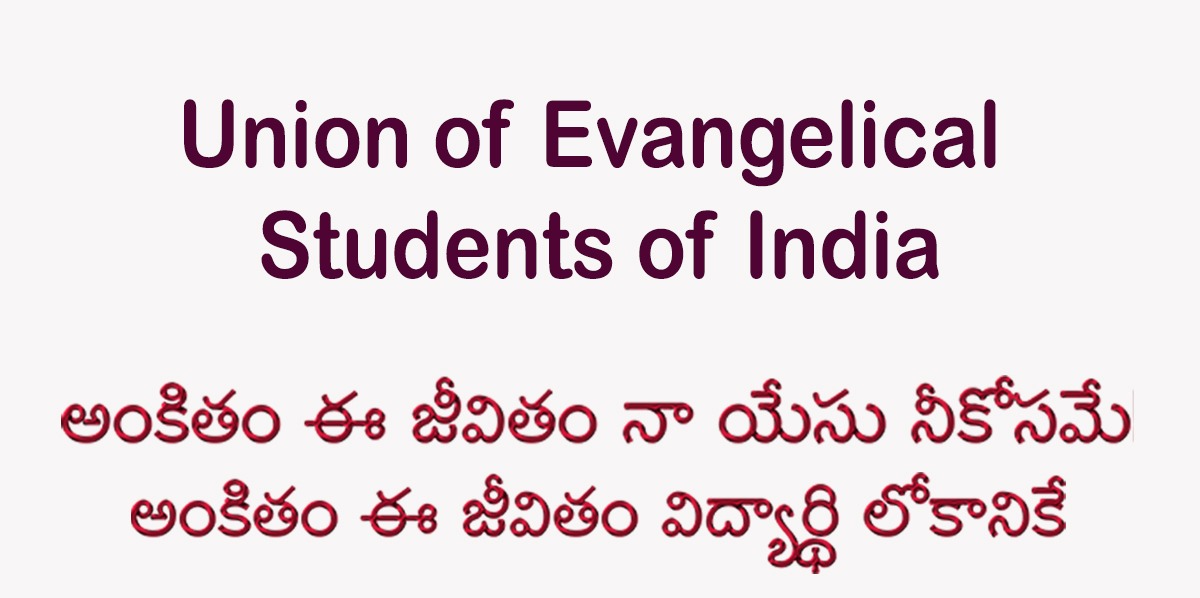 Union of Evangelical
Students of India
అంకితం ఈ జీవితం నా యేసు నీకోసమే
అంకితం ఈ జీవితం విద్యార్థి లోకానికే